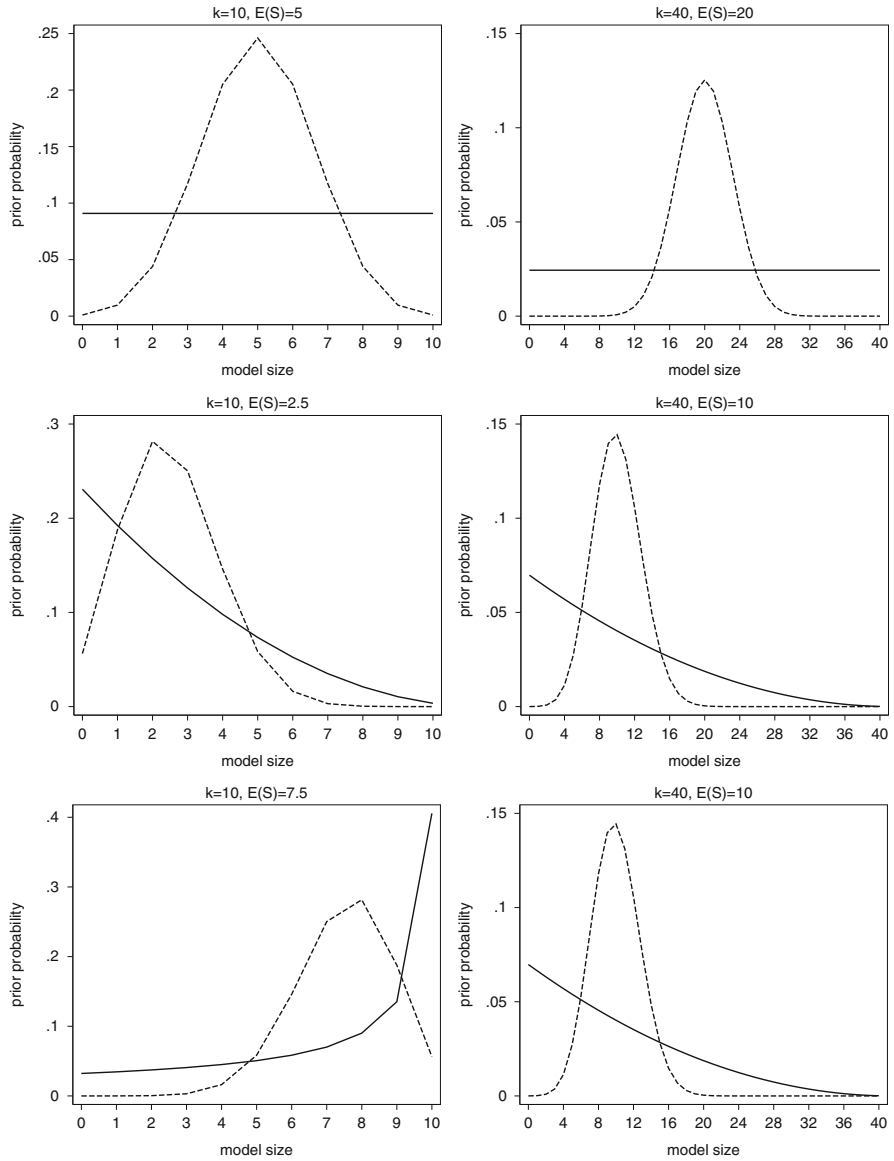 k=10, E(S)=5
prior probability
.25
.2
.15
.1
.05
0
0 1 2 3 4 5 6 7 8 9 10
model size
k=40, E(S)=20
prior probability
.15
.1
.05
0
0 4 8 12 16 20 24 28 32 36 40
model size
k=10, E(S)=2.5
prior probability
.3
.2
.1
0
0 1 2 3 4 5 6 7 8 9 10
model size
k=40, E(S)=10
prior probability
.15
.1
.05
0
0 4 8 12 16 20 24 28 32 36 40
model size
k=10, E(S)=7.5
prior probability
.4
.3
.2
.1
0
0 1 2 3 4 5 6 7 8 9 10
model size
k=40, E(S)=10
prior probability
.15
.1
.05
0
0 4 8 12 16 20 24 28 32 36 40
model size